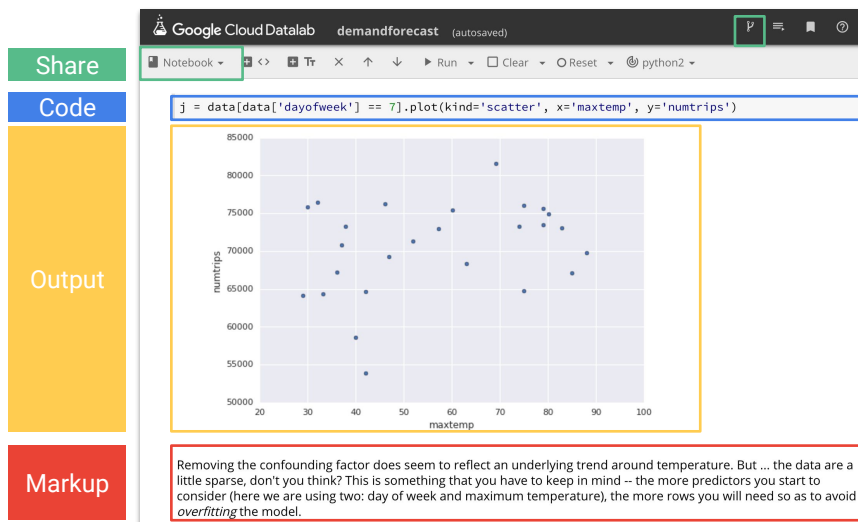 Google Cloud Datalab demandforecast (autosaved)
Share
Notebook Tт Run Clear Reset python2
Code
j = data[data['dayofweek'] == 7].plot(kind='scatter', x='maxtemp', y='numtrips')
Output
85000
80000
75000
70000
65000
60000
55000
50000
numtrips
20 30 40 50 60 70 80 90 100
maxtemp
Markup
Removing the confounding factor does seem to reflect an underlying trend around temperature. But ... the data are a
little sparse, don't you think? This is something that you have to keep in mind -- the more predictors you start to
consider (here we are using two: day of week and maximum temperature), the more rows you will need so as to avoid
overfitting the model.